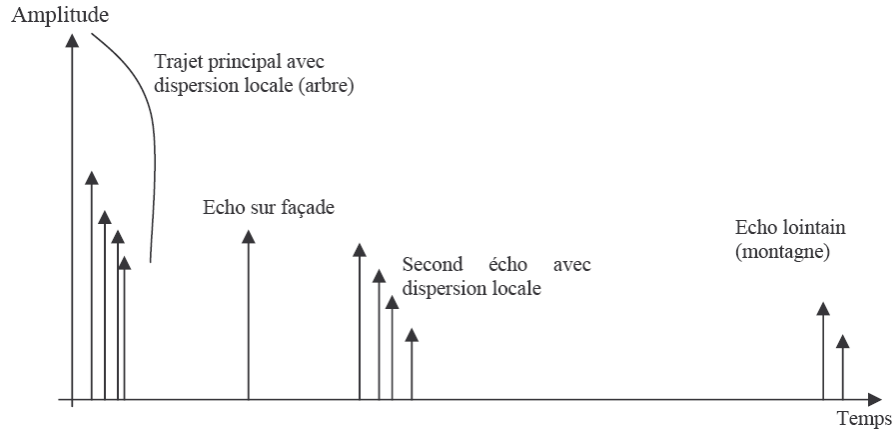 Amplitude
Trajet principal avec
dispersion locale (arbre)
Echo sur façade
Second écho avec
dispersion locale
Echo lointain
(montagne)
Temps